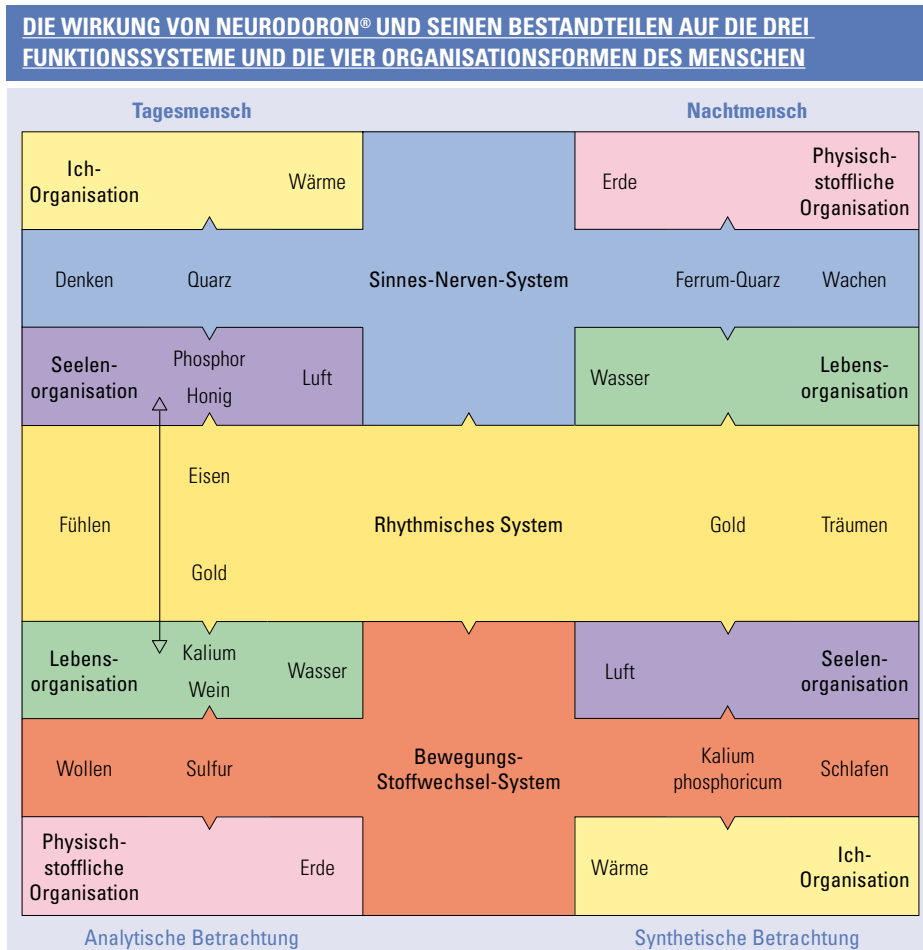 DIE WIRKUNG VON NEURODORON® UND SEINEN BESTANDTEILEN AUF DIE DREI
FUNKTIONSSYSTEME UND DIE VIER ORGANISATIONSFORMEN DES MENSCHEN
Tagesmensch
Nachtmensch
Ich-
Organisation
Wärme
Erde
Physisch-
stoffliche
Organisation
Denken
Quarz
Sinnes-Nerven-System
Ferrum-Quarz
Wachen
Seelen-
organisation
Phosphor
Honig
Luft
Wasser
Lebens-
organisation
Fühlen
Eisen
Gold
Rhythmisches System
Gold
Träumen
Lebens-
organisation
Kalium
Wein
Wasser
Luft
Seelen-
organisation
Wollen
Sulfur
Bewegungs-
Stoffwechsel-System
Kalium
phosphoricum
Schlafen
Physisch-
stoffliche
Organisation
Erde
Wärme
Ich-
Organisation
Analytische Betrachtung
Synthetische Betrachtung